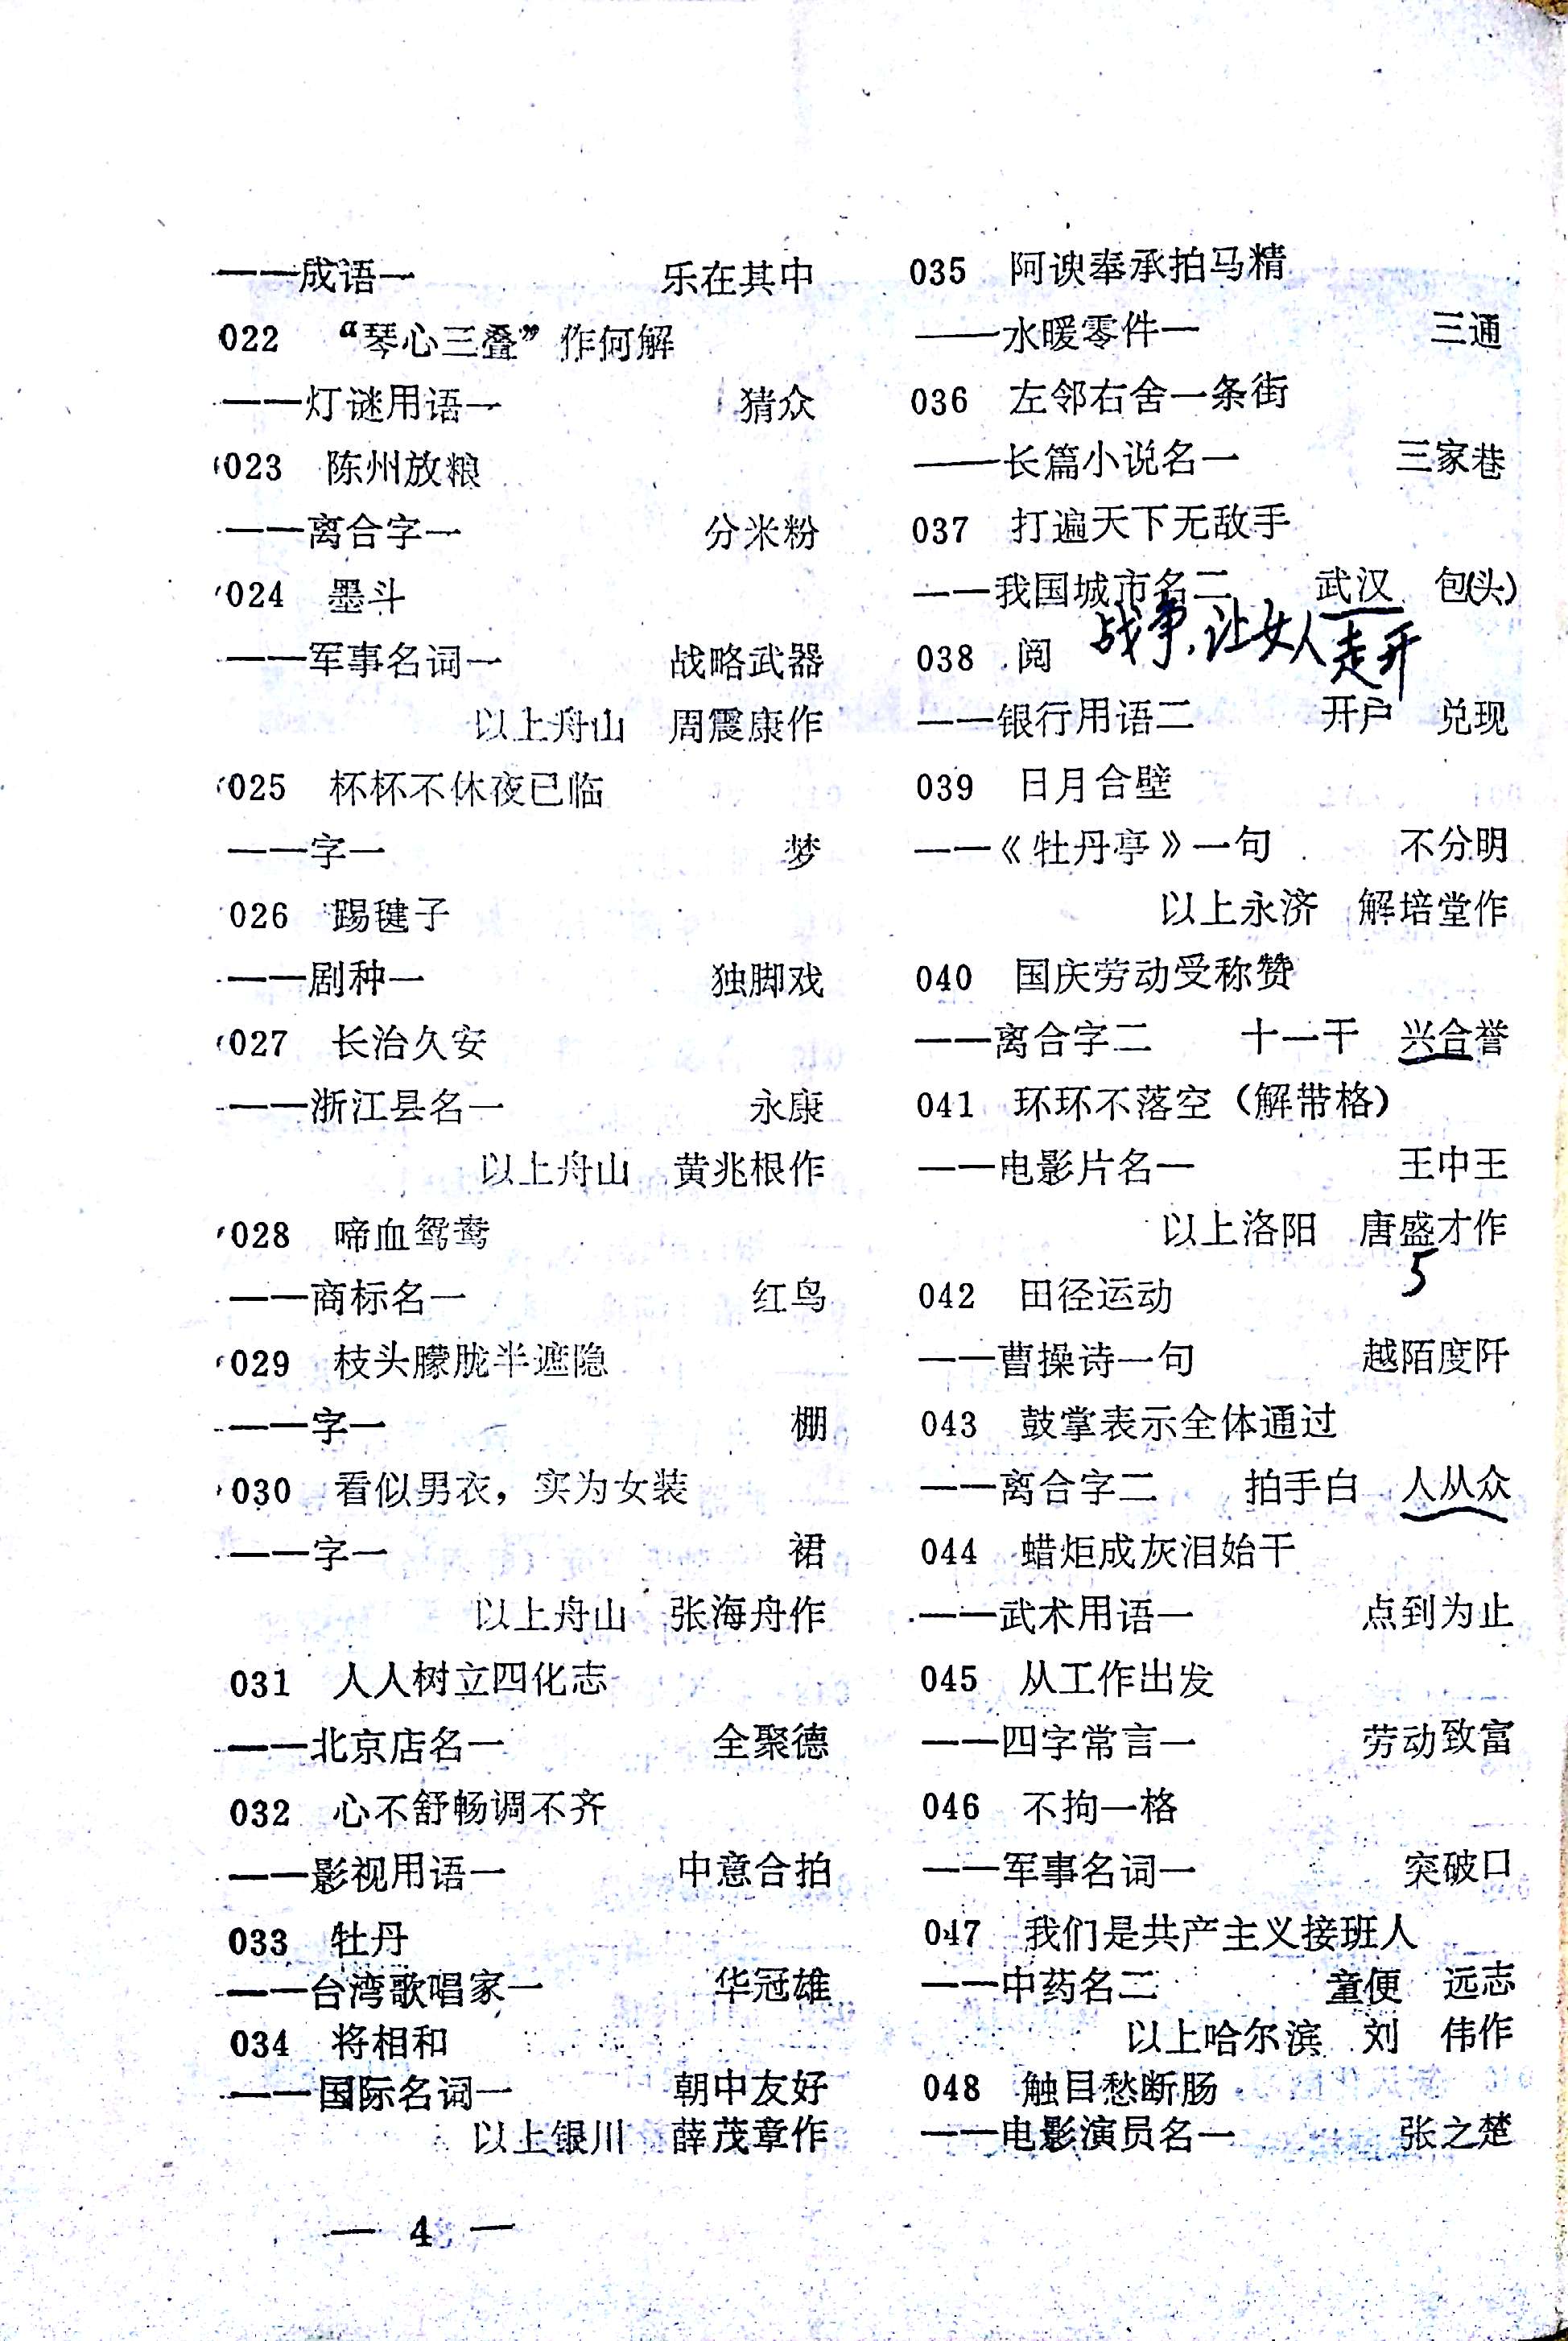 ——成语一 乐在其中
022 “琴心三叠”作何解
——灯谜用语一 猜众
023 陈州放粮
——离合字一 分米粉
024 墨斗
——军事名词一 战略武器
以上舟山 周震康作
025 杯杯不休夜已临
——字一 梦
026 踢毽子
——剧种一 独脚戏
027 长治久安
——浙江县名一 永康
以上舟山 黄兆根作
028 啼血鸳鸯
——商标名一 红鸟
029 枝头朦胧半遮隐
——字一 棚
030 看似男衣，实为女装
——字一 裙
以上舟山 张海舟作
031 人人树立四化志
——北京店名一 全聚德
032 心不舒畅调不齐
——影视用语一 中意合拍
033 牡丹
——台湾歌唱家一 华冠雄
034 将相和
——国际名词一 朝中友好
以上银川 薛茂章作
— 4 —
035 阿谀奉承拍马精
——水暖零件一 三通
036 左邻右舍一条街
——长篇小说名一 三家巷
037 打遍天下无敌手
——我国城市名二 武汉 包(头)
战争，让女人走开
038 阅
——银行用语二 开户 兑现
039 日月合壁
——《牡丹亭》一句 不分明
以上永济 解培堂作
040 国庆劳动受称赞
——离合字二 十一干 兴合誉
041 环环不落空（解带格）
——电影片名一 王中王
以上洛阳 唐盛才作
5
042 田径运动
——曹操诗一句 越陌度阡
043 鼓掌表示全体通过
——离合字二 拍手白 人从众
044 蜡炬成灰泪始干
——武术用语一 点到为止
045 从工作出发
——四字常言一 劳动致富
046 不拘一格
——军事名词一 突破口
047 我们是共产主义接班人
——中药名二 童便 远志
以上哈尔滨 刘 伟作
048 触目愁断肠
——电影演员名一 张之楚